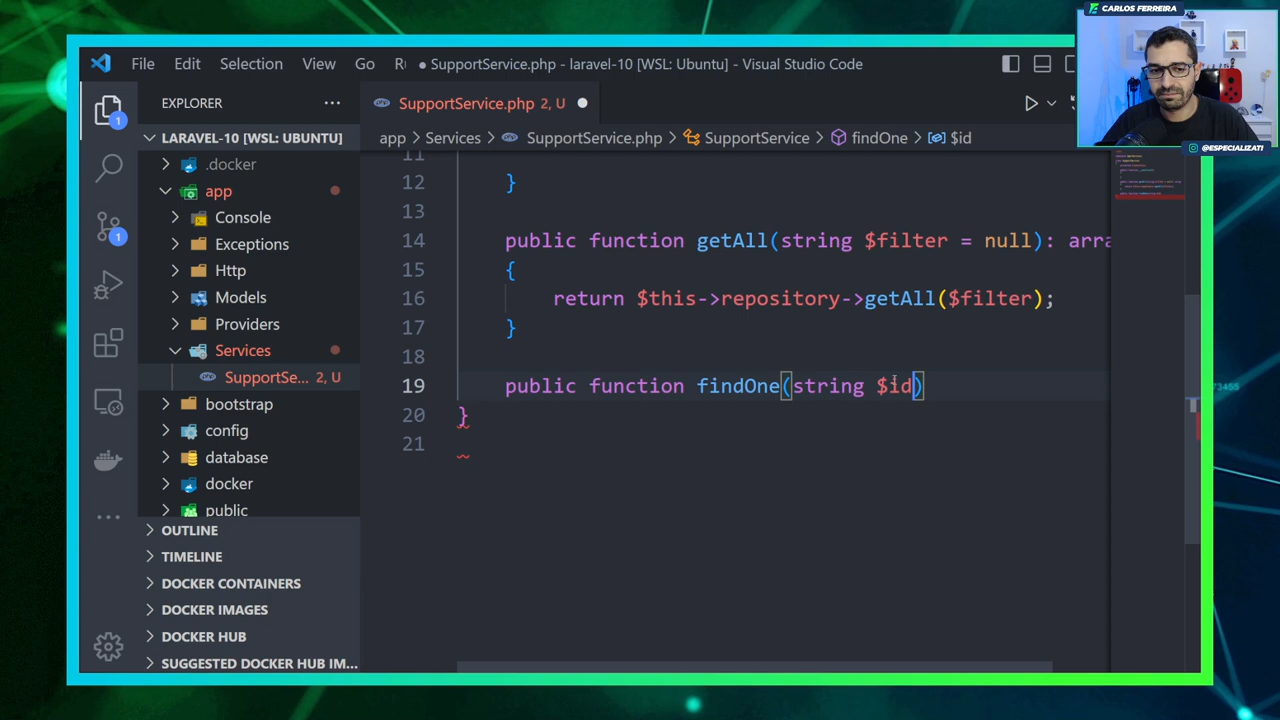 CARLOS FERREIRA
@ESPECIALIZATI
File Edit Selection View Go SupportService.php - laravel-10 [WSL: Ubuntu] - Visual Studio Code
EXPLORER
SupportService.php 2, U
LARAVEL-10 [WSL: UBUNTU]
app > Services > SupportService.php > SupportService > findOne > $id
.docker
app
Console
Exceptions
Http
Models
Providers
Services
SupportSe... 2, U
bootstrap
config
database
docker
public
OUTLINE
TIMELINE
DOCKER CONTAINERS
DOCKER IMAGES
DOCKER HUB
SUGGESTED DOCKER HUB IM...
1
1
11
12 }
13
14 public function getAll(string $filter = null): arra
15 {
16 return $this->repository->getAll($filter);
17 }
18
19 public function findOne(string $id)
20 }
21
73455